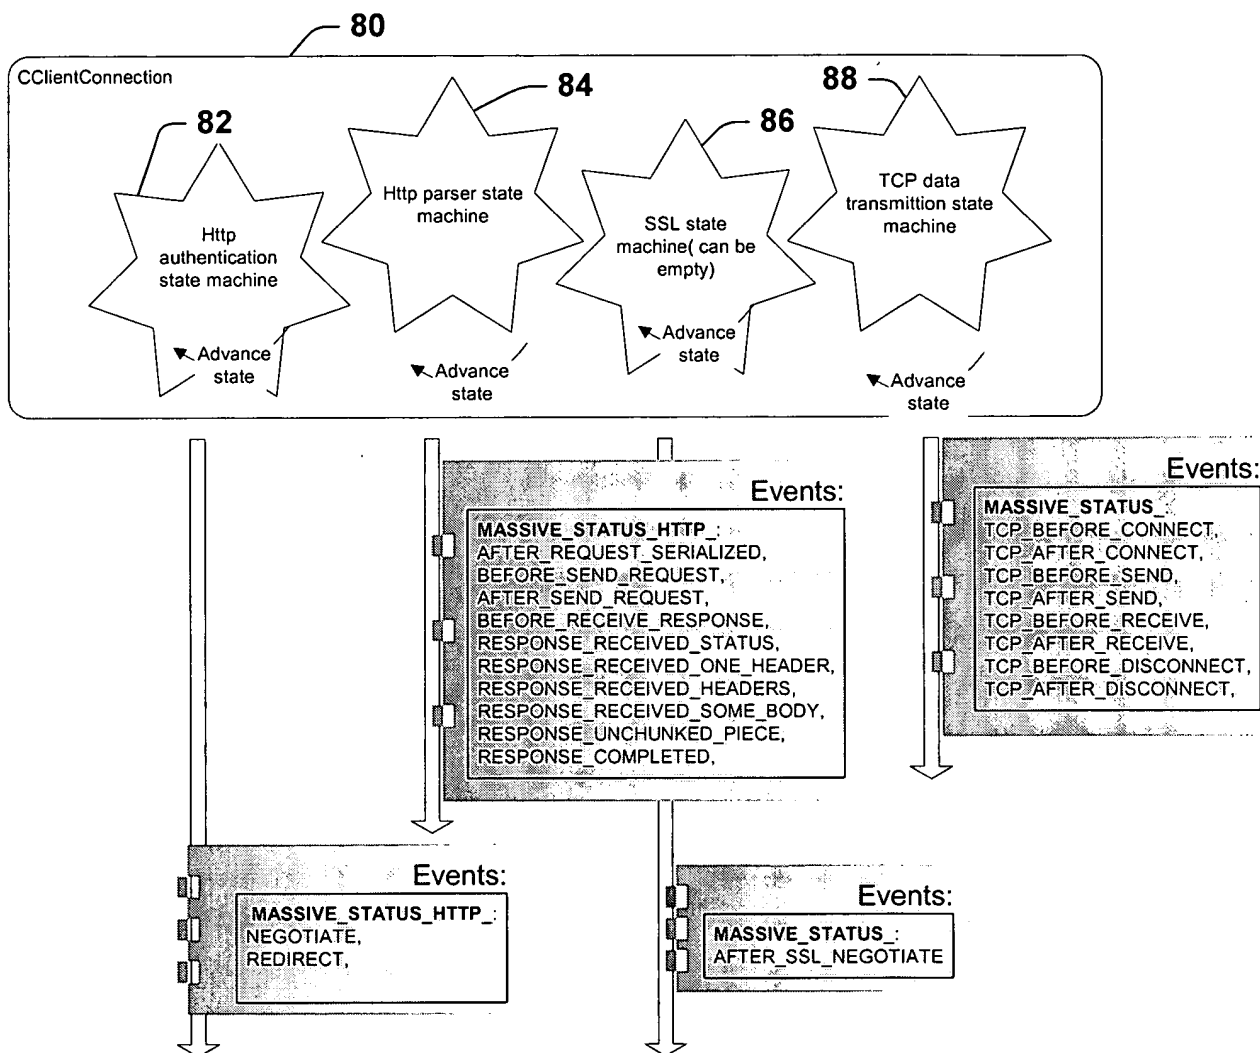 80
CClientConnection
82
84
86
88
Http
authentication
state machine
Http parser state
machine
SSL state
machine( can be
empty)
TCP data
transmittion state
machine
Advance
state
Advance
state
Advance
state
Advance
state
Events:
MASSIVE_STATUS_HTTP_:
AFTER_REQUEST_SERIALIZED,
BEFORE_SEND_REQUEST,
AFTER_SEND_REQUEST,
BEFORE_RECEIVE_RESPONSE,
RESPONSE_RECEIVED_STATUS,
RESPONSE_RECEIVED_ONE_HEADER,
RESPONSE_RECEIVED_HEADERS,
RESPONSE_RECEIVED_SOME_BODY,
RESPONSE_UNCHUNKED_PIECE,
RESPONSE_COMPLETED,
Events:
MASSIVE_STATUS_:
TCP_BEFORE_CONNECT,
TCP_AFTER_CONNECT,
TCP_BEFORE_SEND,
TCP_AFTER_SEND,
TCP_BEFORE_RECEIVE,
TCP_AFTER_RECEIVE,
TCP_BEFORE_DISCONNECT,
TCP_AFTER_DISCONNECT,
Events:
MASSIVE_STATUS_HTTP_:
NEGOTIATE,
REDIRECT,
Events:
MASSIVE_STATUS_:
AFTER_SSL_NEGOTIATE